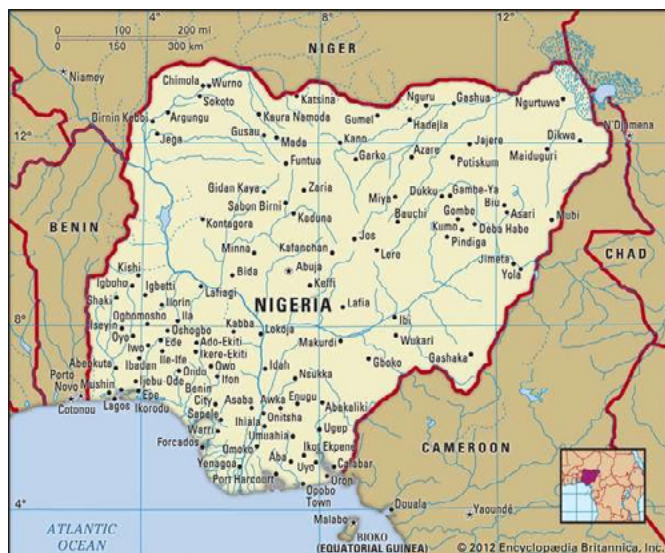 4°
8°
12°
0 100 200 mi
0 150 300 km
NIGER
Niamey
Chimola
Wurno
Sokoto
Katsina
Nguru
Gashua
Ngurtuwa
Dirnin Kebbi
Argungu
Kaura Namoda
Gumel
Hadejia
N'Djamena
12°
Jega
Gusau
Mada
Kano
Jajere
Dikwa
Maiduguri
Funtua
Garko
Azare
Potiskum
Gidan Kaya
Zaria
Miya
Dukku
Gambe-Ya
Biu
Sabon Birni
Kaduna
Bauchi
Gombe
Asari
Mubi
BENIN
Kontagora
Kumo
Deba Habo
Pindiga
CHAD
Minna
Kafanchan
Jos
Lere
Jimeta
Yola
Kishi
Bida
Abuja
Igboho
Igbetti
Lafiagi
Keffi
Shaki
Ilorin
NIGERIA
Lafia
Ogbomosho
Ila
8°
Iseyin
Oshogbo
Kabba
Lokoja
Ibi
Oyo
Ede
Ado-Ekiti
Makurdi
Wukari
Iwo
Ikere-Ekiti
Gboko
Gashaka
Abeokuta
Ibadan
Ile-Ife
Owo
Idah
Porto
Novo
Mushin
Ondo
Ifon
Nsukka
Ijebu-Ode
Benin
City
Asaba
Awka
Enugu
Abakaliki
Cotonou
Lagos
Epe
Ikorodu
Sapele
Onitsha
Ihiala
Ugep
Warri
Umuahia
CAMEROON
Forcados
Omoko
Ikot Ekpene
Aba
Uyo
Calabar
Yenagoa
Port Harcourt
Oron
Opobo
Town
Douala
Yaoundé
4°
Malabo
ATLANTIC
OCEAN
BIOKO
(EQUATORIAL GUINEA)
© 2012 Encyclopædia Britannica, Inc.